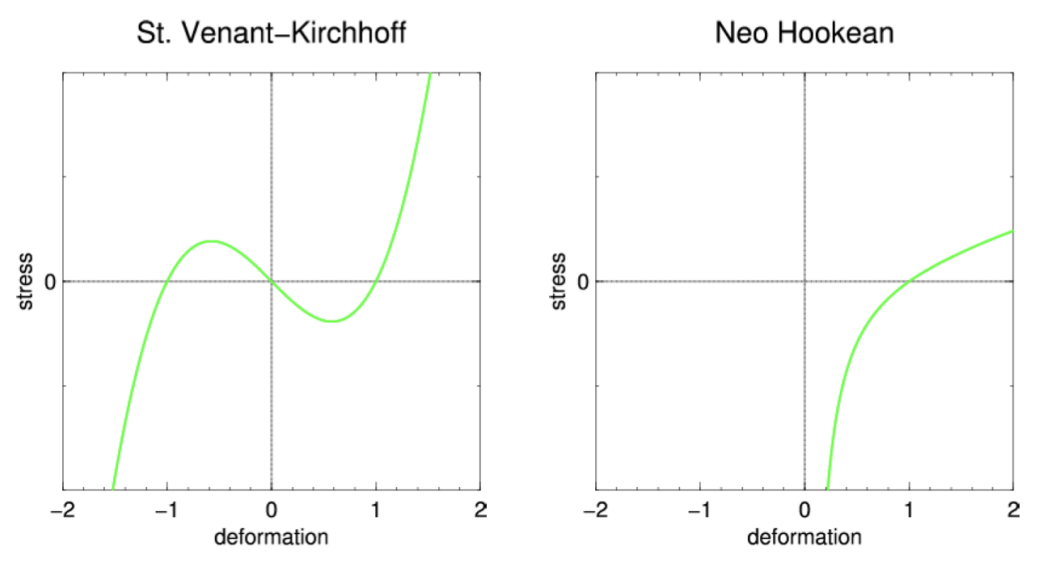 St. Venant−Kirchhoff
stress
0
−2 −1 0 1 2
deformation
Neo Hookean
stress
0
−2 −1 0 1 2
deformation